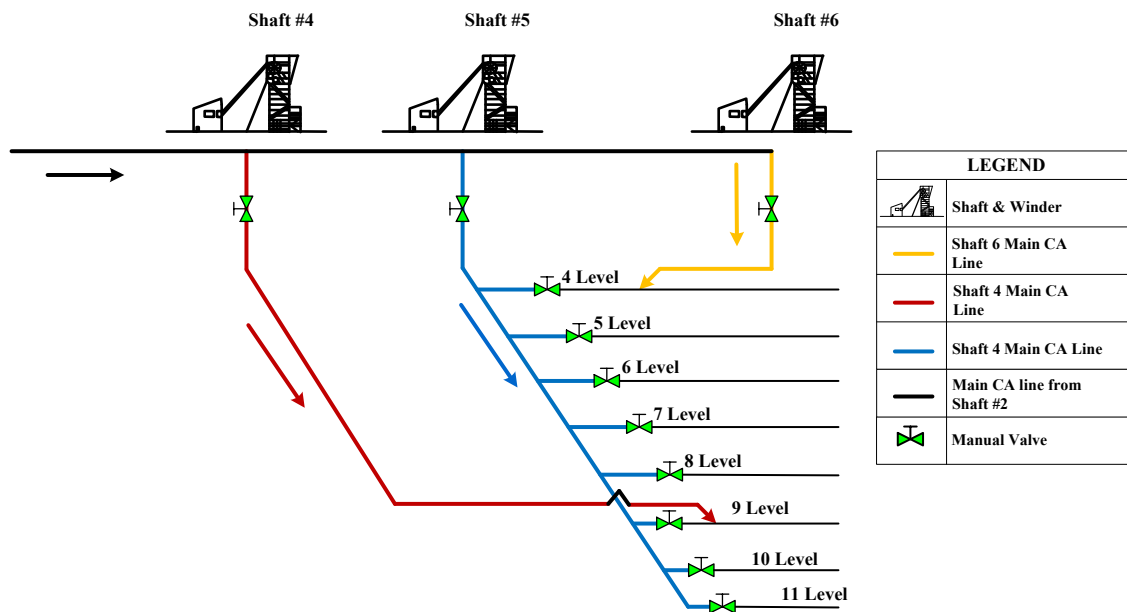 Shaft #4
Shaft #5
Shaft #6
LEGEND
Shaft & Winder
Shaft 6 Main CA
Line
Shaft 4 Main CA
Line
Shaft 4 Main CA Line
Main CA line from
Shaft #2
Manual Valve
4 Level
5 Level
6 Level
7 Level
8 Level
9 Level
10 Level
11 Level